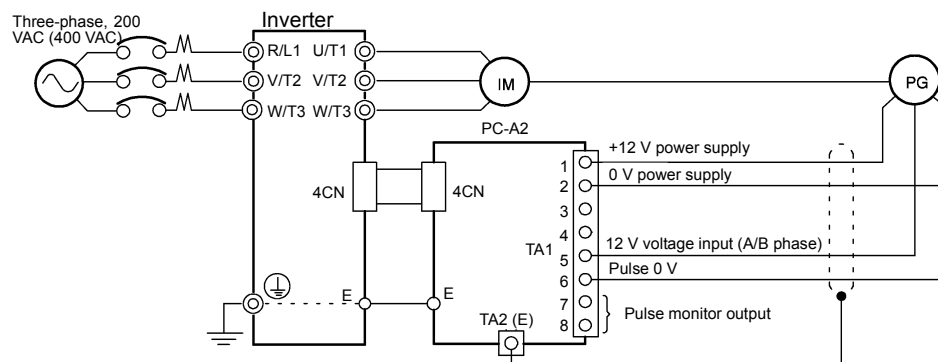 Three-phase, 200
VAC (400 VAC)
Inverter
R/L1 U/T1
V/T2 V/T2
W/T3 W/T3
IM
PG
PC-A2
4CN
4CN
1
2
3
4
5
6
7
8
TA1
+12 V power supply
0 V power supply
12 V voltage input (A/B phase)
Pulse 0 V
Pulse monitor output
E
E
TA2 (E)